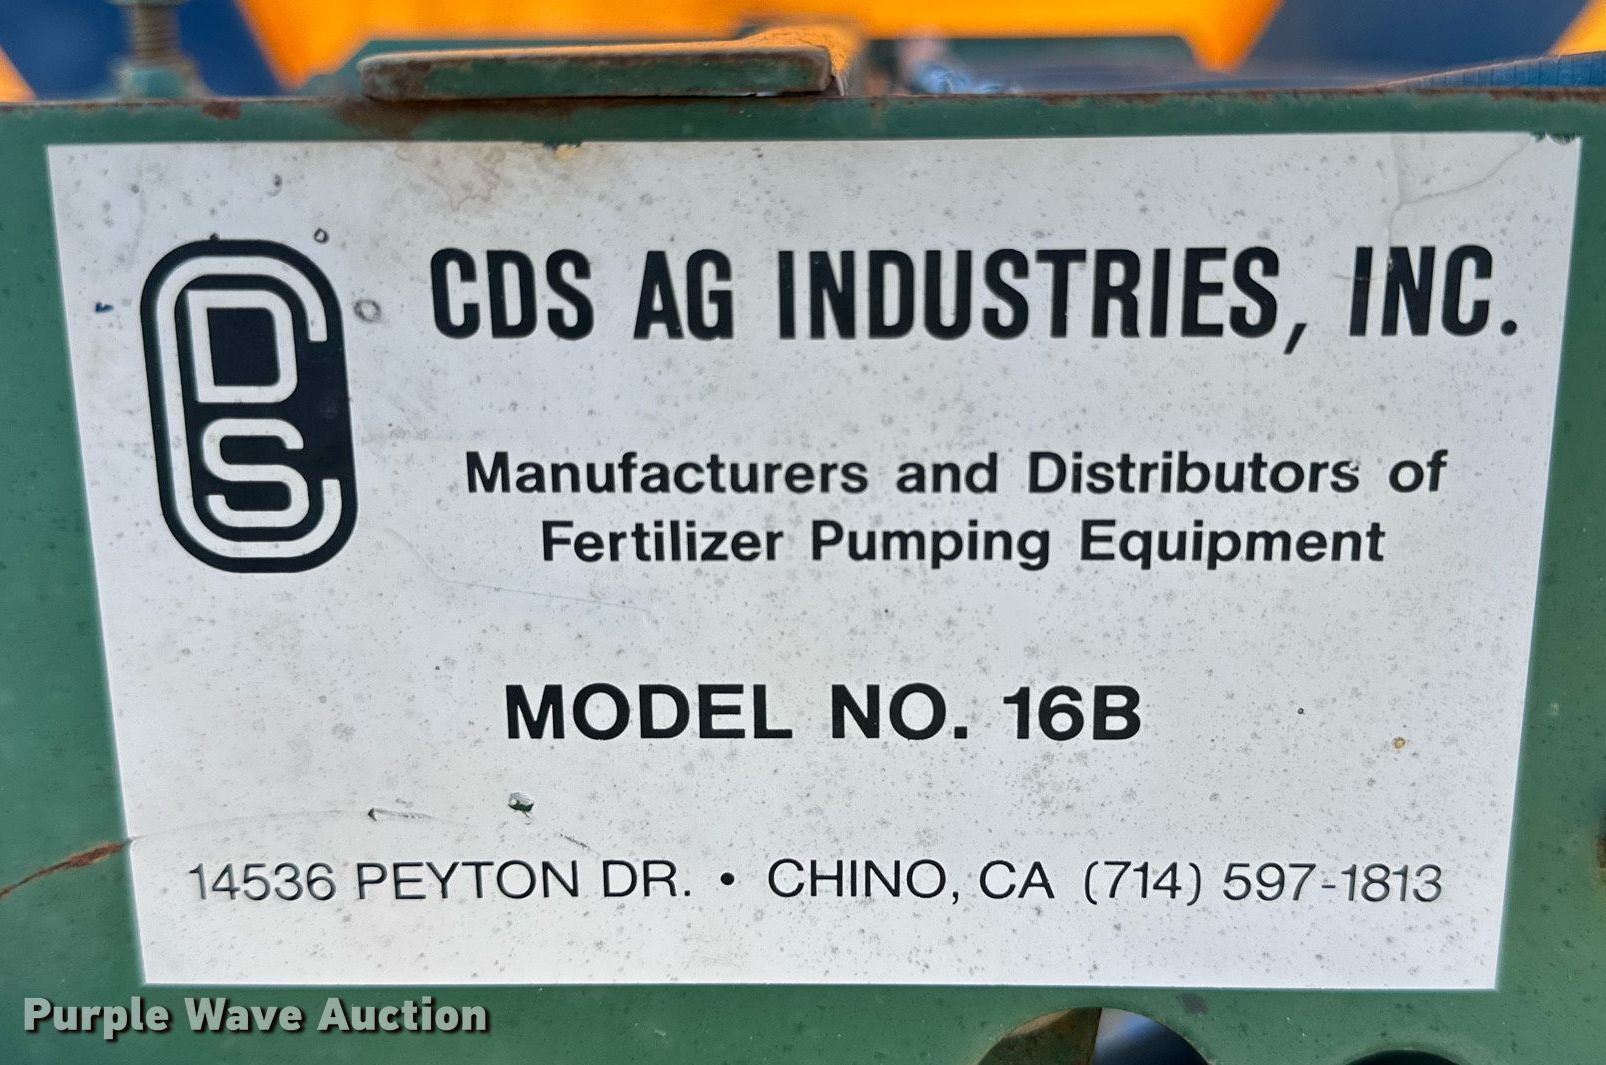 CDS
CDS AG INDUSTRIES, INC.
Manufacturers and Distributors of
Fertilizer Pumping Equipment
MODEL NO. 16B
14536 PEYTON DR. • CHINO, CA (714) 597-1813
Purple Wave Auction